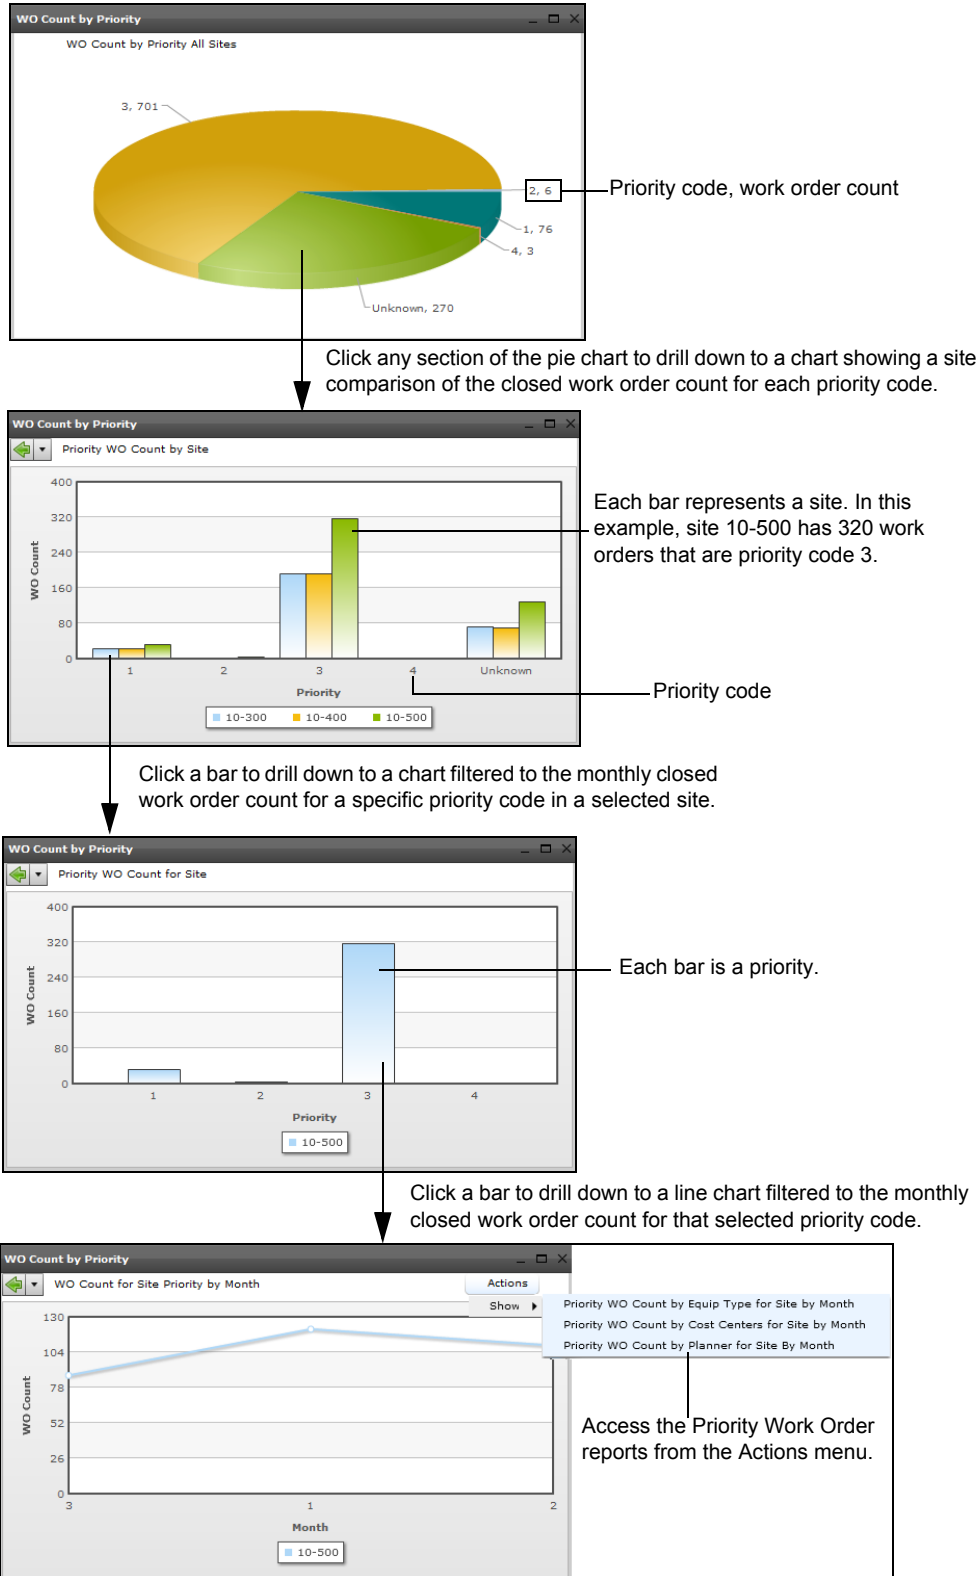 WO Count by Priority
WO Count by Priority All Sites
3, 701
2, 6
Priority code, work order count
1, 76
4, 3
Unknown, 270
Click any section of the pie chart to drill down to a chart showing a site
comparison of the closed work order count for each priority code.
WO Count by Priority
Priority WO Count by Site
400
320
240
160
80
0
WO Count
1
2
3
4
Unknown
Priority
10-300
10-400
10-500
Each bar represents a site. In this
example, site 10-500 has 320 work
orders that are priority code 3.
Priority code
Click a bar to drill down to a chart filtered to the monthly closed
work order count for a specific priority code in a selected site.
WO Count by Priority
Priority WO Count for Site
400
320
240
160
80
0
WO Count
1
2
3
4
Priority
10-500
Each bar is a priority.
Click a bar to drill down to a line chart filtered to the monthly
closed work order count for that selected priority code.
WO Count by Priority
WO Count for Site Priority by Month
Actions
Show
Priority WO Count by Equip Type for Site by Month
Priority WO Count by Cost Centers for Site by Month
Priority WO Count by Planner for Site By Month
130
104
78
52
26
0
WO Count
3
1
2
Month
10-500
Access the Priority Work Order
reports from the Actions menu.